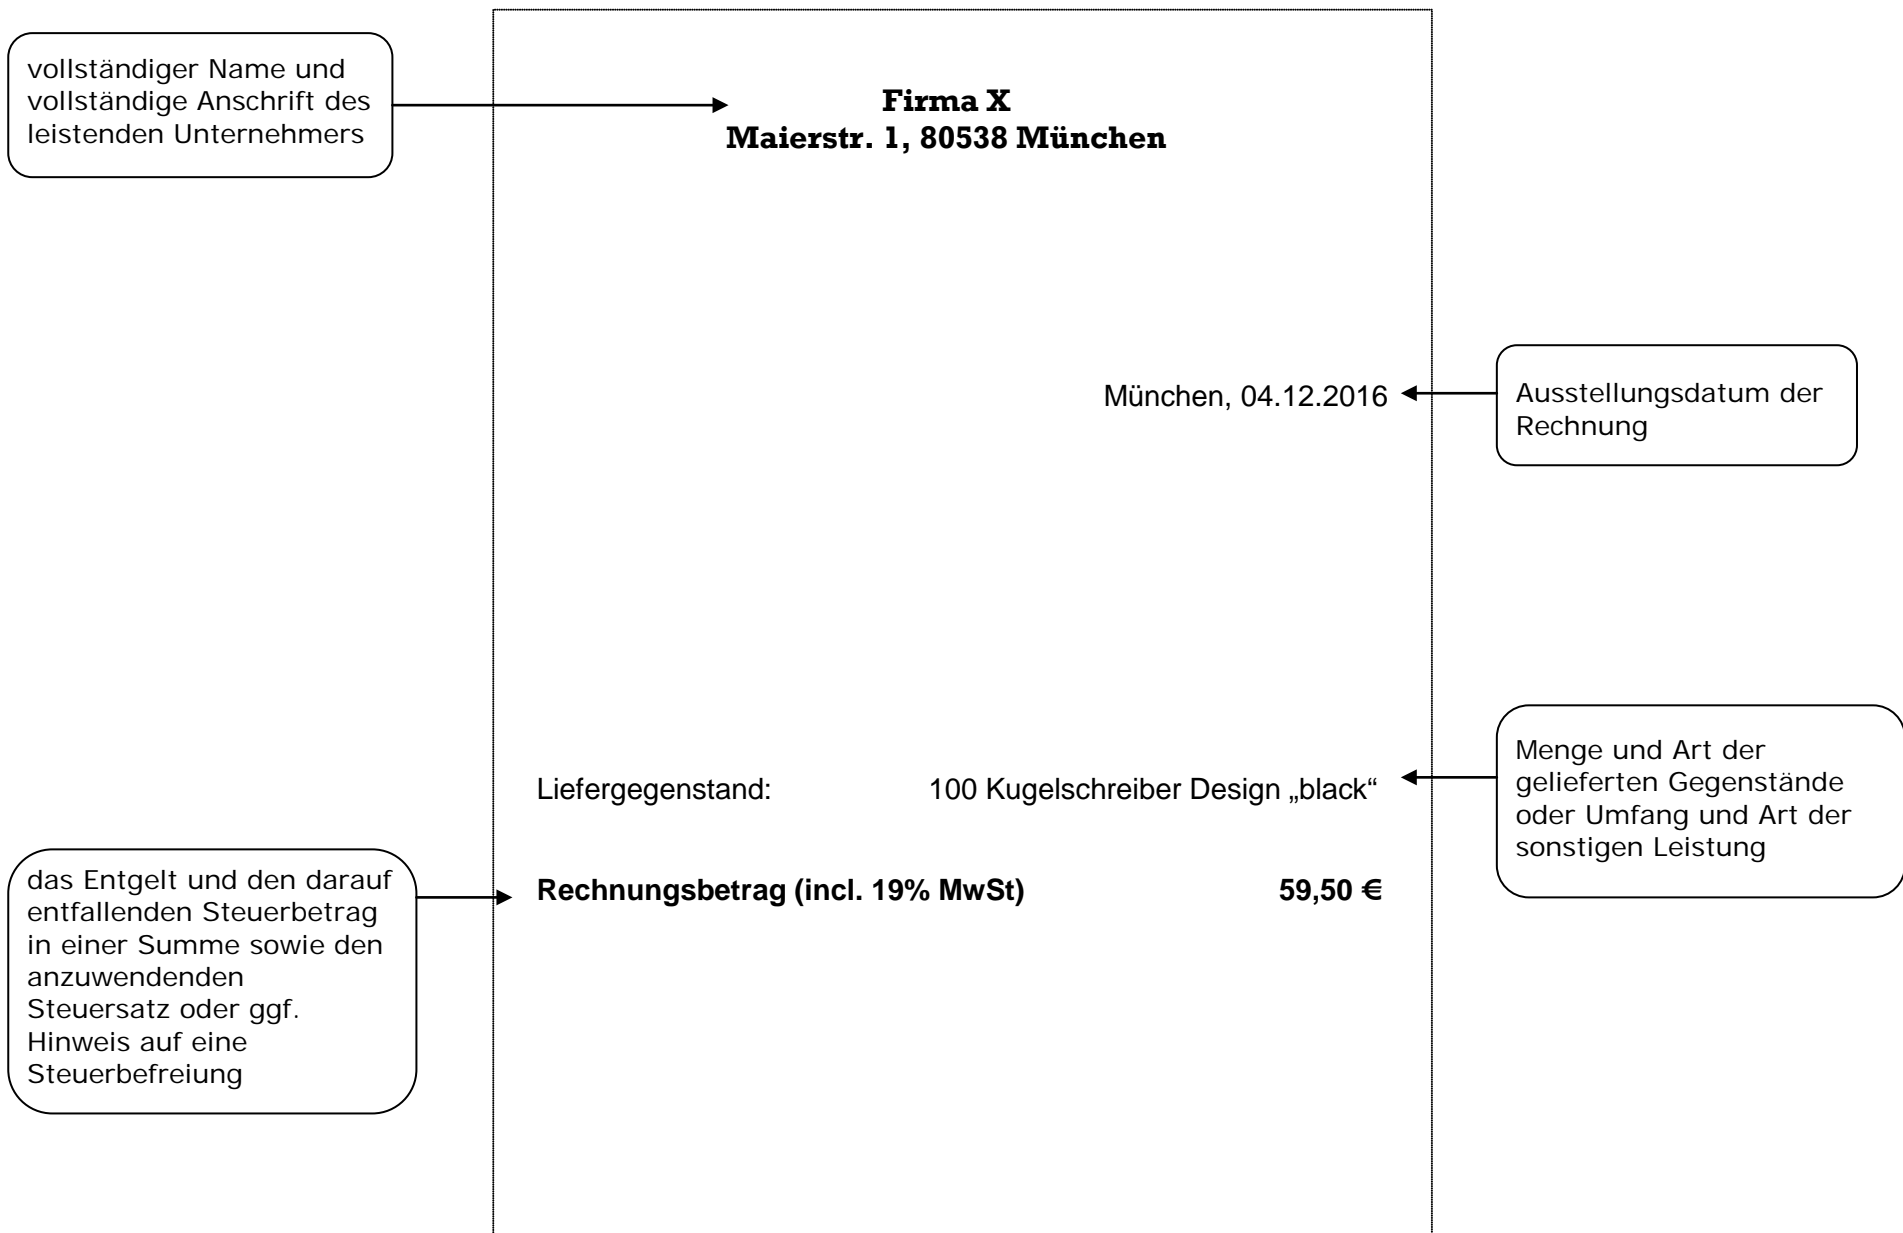 vollständiger Name und
vollständige Anschrift des
leistenden Unternehmers
Firma X
Maierstr. 1, 80538 München
München, 04.12.2016
Ausstellungsdatum der
Rechnung
Liefergegenstand: 100 Kugelschreiber Design „black“
Menge und Art der
gelieferten Gegenstände
oder Umfang und Art der
sonstigen Leistung
das Entgelt und den darauf
entfallenden Steuerbetrag
in einer Summe sowie den
anzuwendenden
Steuersatz oder ggf.
Hinweis auf eine
Steuerbefreiung
Rechnungsbetrag (incl. 19% MwSt) 59,50 €